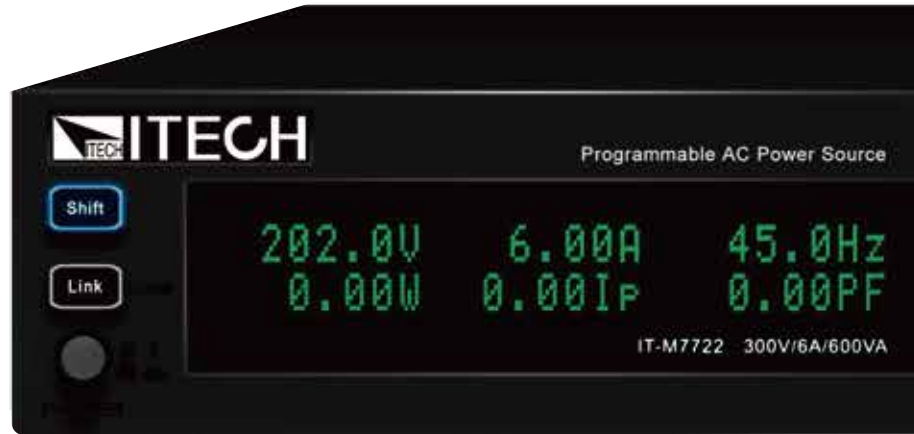 ITECH ITECH
Programmable AC Power Source
Shift
202.0V 6.00A 45.0Hz
Link
0.00W 0.00Ip 0.00PF
IT-M7722 300V/6A/600VA